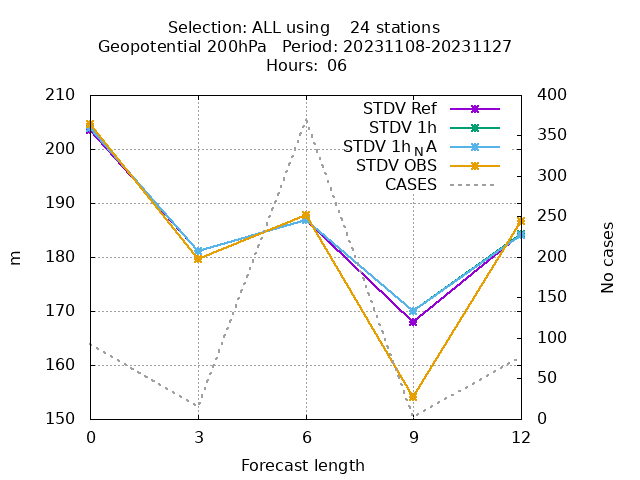 Selection: ALL using    24 stations
Geopotential 200hPa   Period: 20231108-20231127
Hours: 06
210
200
190
180
170
160
150
m
400
350
300
250
200
150
100
50
0
No cases
STDV Ref
STDV 1h
STDV 1h_NA
STDV OBS
CASES
0 3 6 9 12
Forecast length